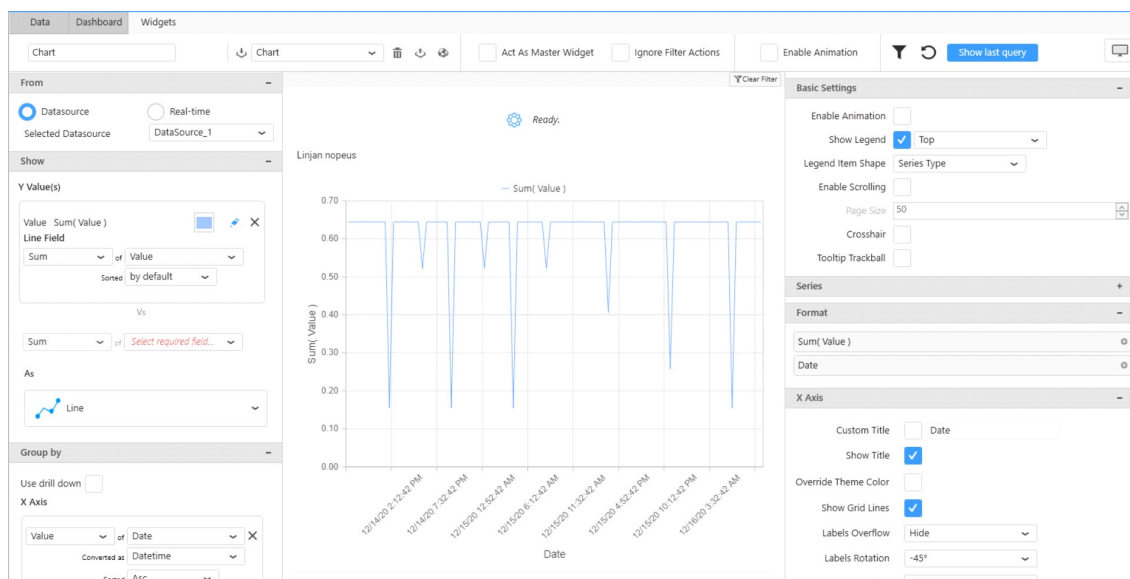 Data Dashboard Widgets
Chart Chart Act As Master Widget Ignore Filter Actions Enable Animation Show last query
From
Datasource Real-time
Selected Datasource DataSource_1
Show
Y Value(s)
Value Sum( Value )
Line Field
Sum of Value
Sorted by default
Vs
Sum of Select required field...
As
Line
Group by
Use drill down
X Axis
Value of Date
Converted as Datetime
Sorted Asc
Clear Filter
Ready.
Linjan nopeus
Sum( Value )
0.70
0.60
0.50
0.40
0.30
0.20
0.10
0.00
Sum( Value )
12/14/20 2:12:42 PM
12/14/20 7:32:42 PM
12/15/20 12:52:42 AM
12/15/20 6:12:42 AM
12/15/20 11:32:42 AM
12/15/20 4:52:42 PM
12/15/20 10:12:42 PM
12/16/20 3:32:42 AM
Date
Basic Settings
Enable Animation
Show Legend Top
Legend Item Shape Series Type
Enable Scrolling
Page Size 50
Crosshair
Tooltip Trackball
Series
Format
Sum( Value )
Date
X Axis
Custom Title Date
Show Title
Override Theme Color
Show Grid Lines
Labels Overflow Hide
Labels Rotation -45°